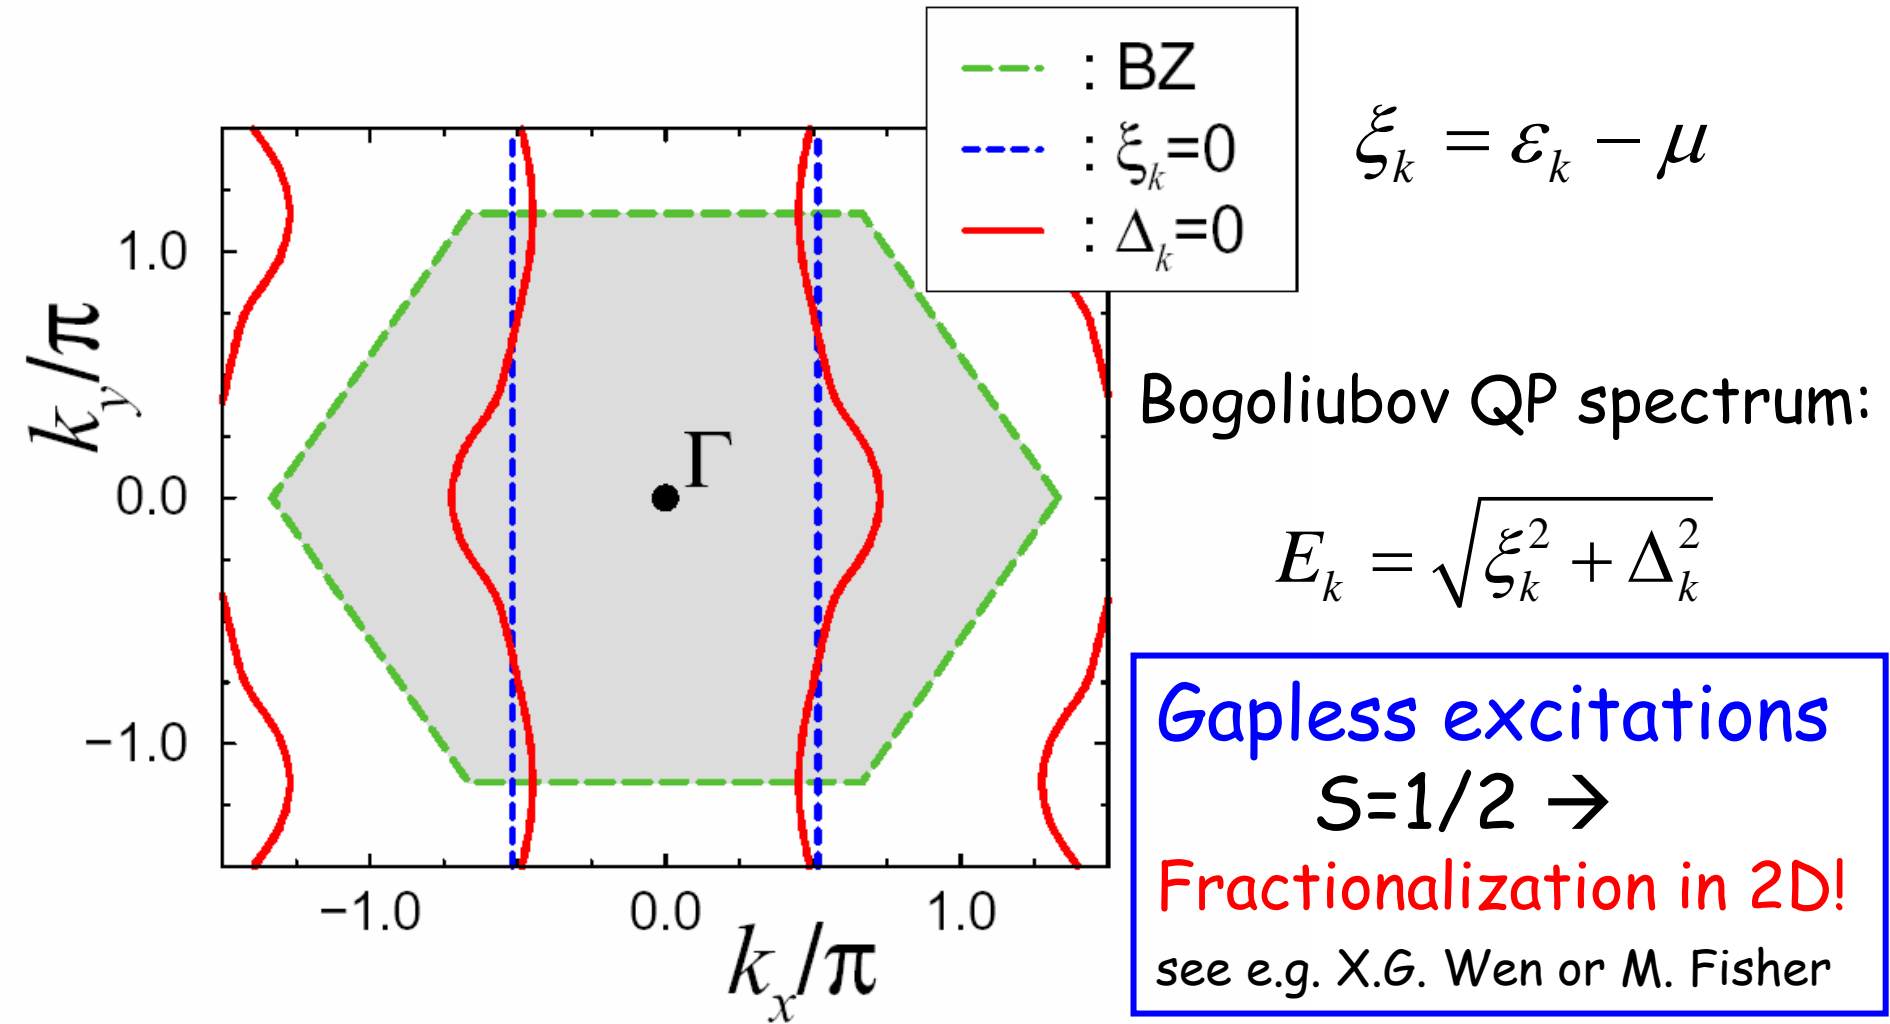 : BZ
: ξₖ=0
: Δₖ=0
ξₖ = εₖ − μ
k_y/π
1.0
0.0
−1.0
Γ
−1.0 0.0 1.0
kₓ/π
Bogoliubov QP spectrum:
Eₖ = √(ξₖ² + Δₖ²)
Gapless excitations
S=1/2 →
Fractionalization in 2D!
see e.g. X.G. Wen or M. Fisher